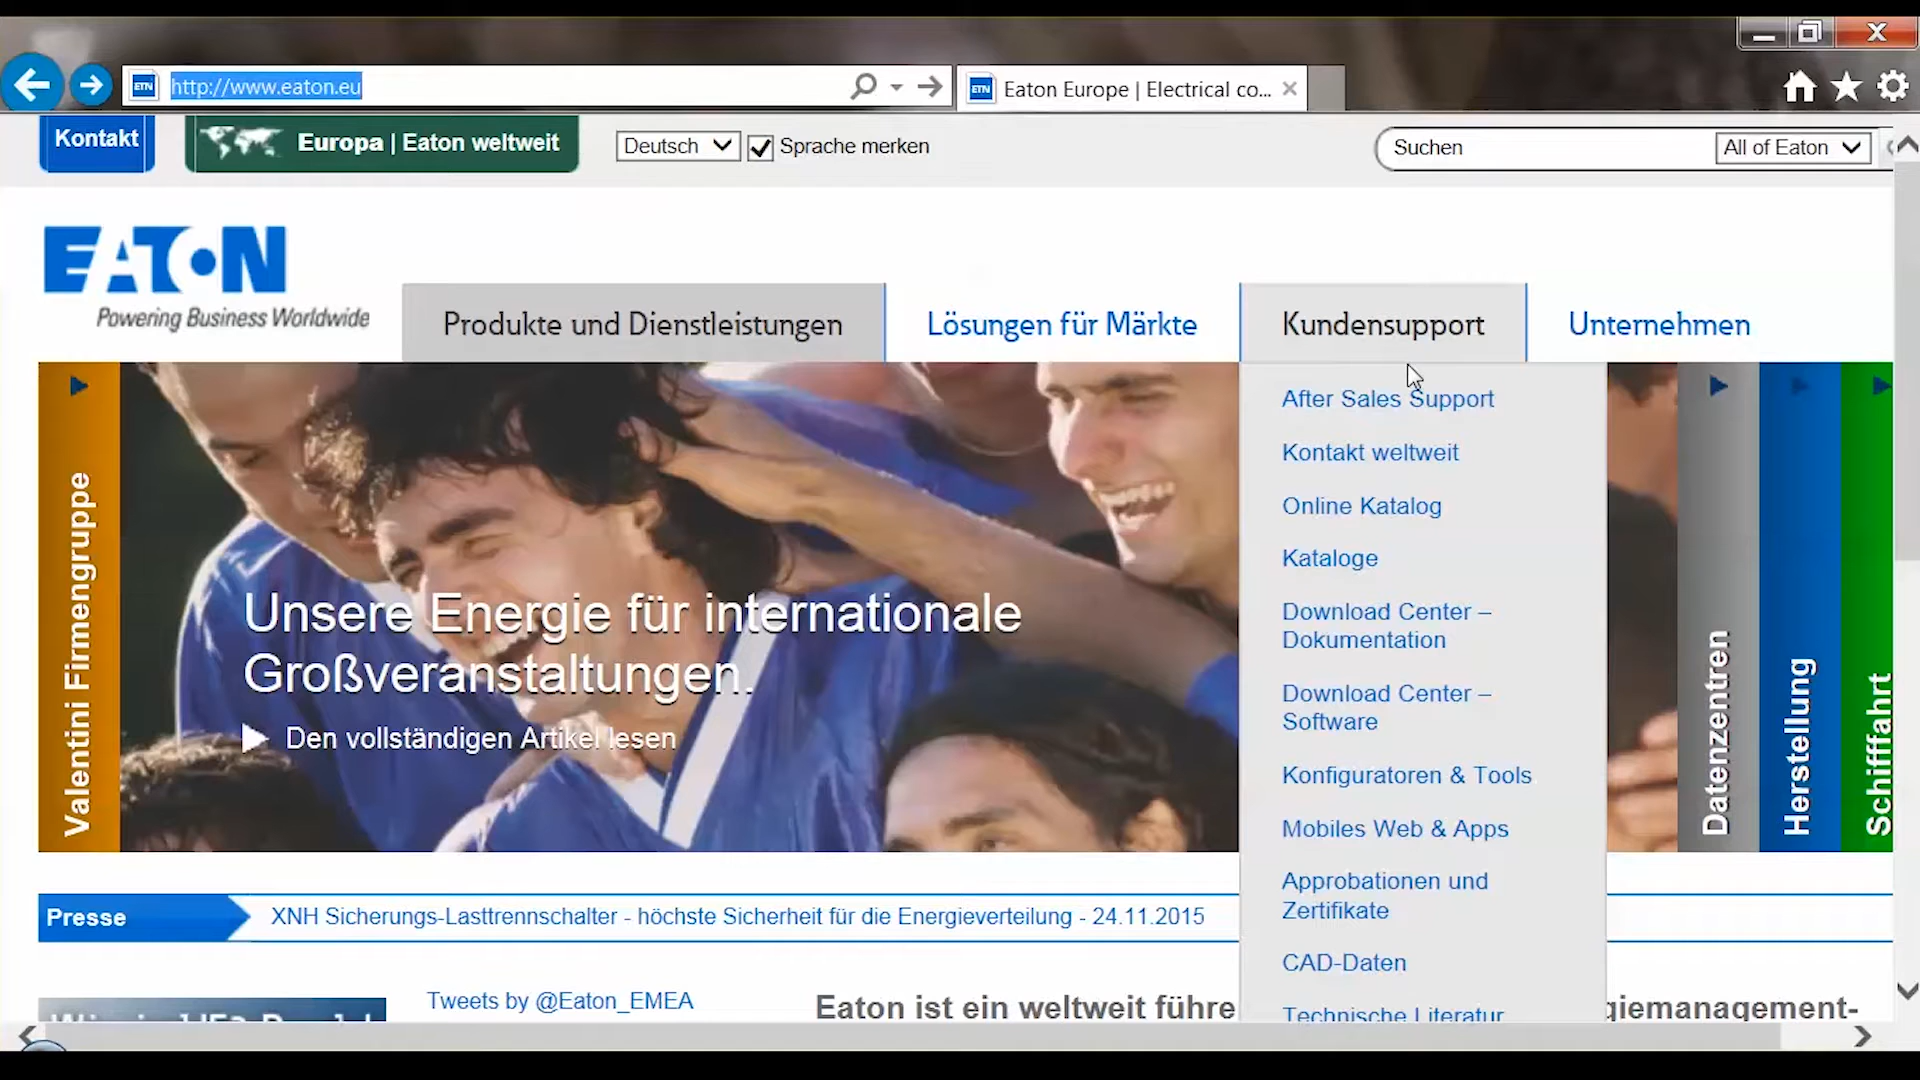 http://www.eaton.eu
ETN
ETN
Eaton Europe | Electrical co...
Kontakt
Europa | Eaton weltweit
Deutsch
Sprache merken
Suchen
All of Eaton
EATON
Powering Business Worldwide
Produkte und Dienstleistungen
Lösungen für Märkte
Kundensupport
Unternehmen
After Sales Support
Kontakt weltweit
Online Katalog
Kataloge
Download Center –
Dokumentation
Download Center –
Software
Konfiguratoren & Tools
Mobiles Web & Apps
Approbationen und
Zertifikate
CAD-Daten
Technische Literatur
Valentini Firmengruppe
Unsere Energie für internationale
Großveranstaltungen.
Den vollständigen Artikel lesen
Datenzentren
Herstellung
Schifffahrt
Presse
XNH Sicherungs-Lasttrennschalter - höchste Sicherheit für die Energieverteilung - 24.11.2015
Tweets by @Eaton_EMEA
Eaton ist ein weltweit führe
giemanagement-